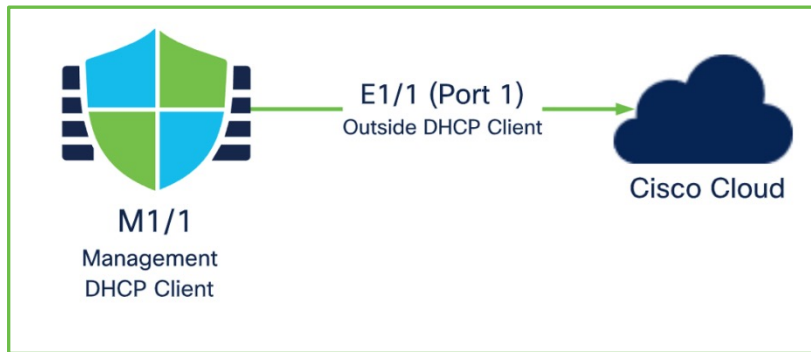 E1/1 (Port 1)
Outside DHCP Client
Cisco Cloud
M1/1
Management
DHCP Client